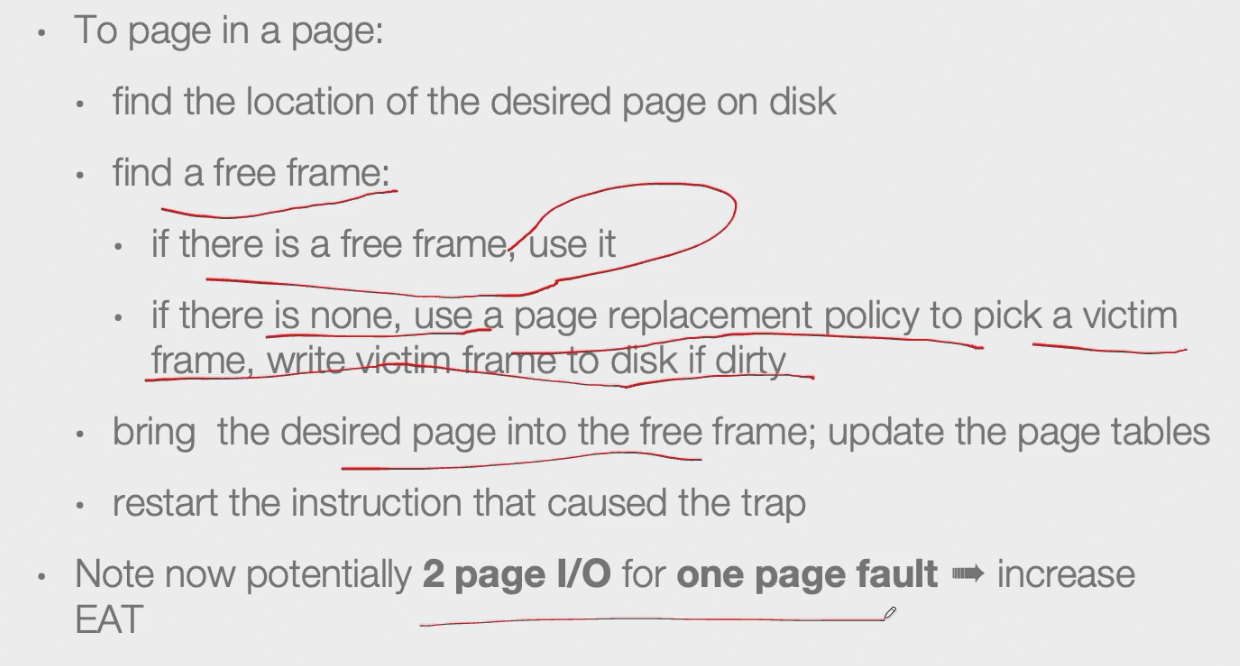 • To page in a page:
• find the location of the desired page on disk
• find a free frame:
• if there is a free frame, use it
• if there is none, use a page replacement policy to pick a victim
frame, write victim frame to disk if dirty
• bring the desired page into the free frame; update the page tables
• restart the instruction that caused the trap
• Note now potentially 2 page I/O for one page fault ➠ increase
EAT